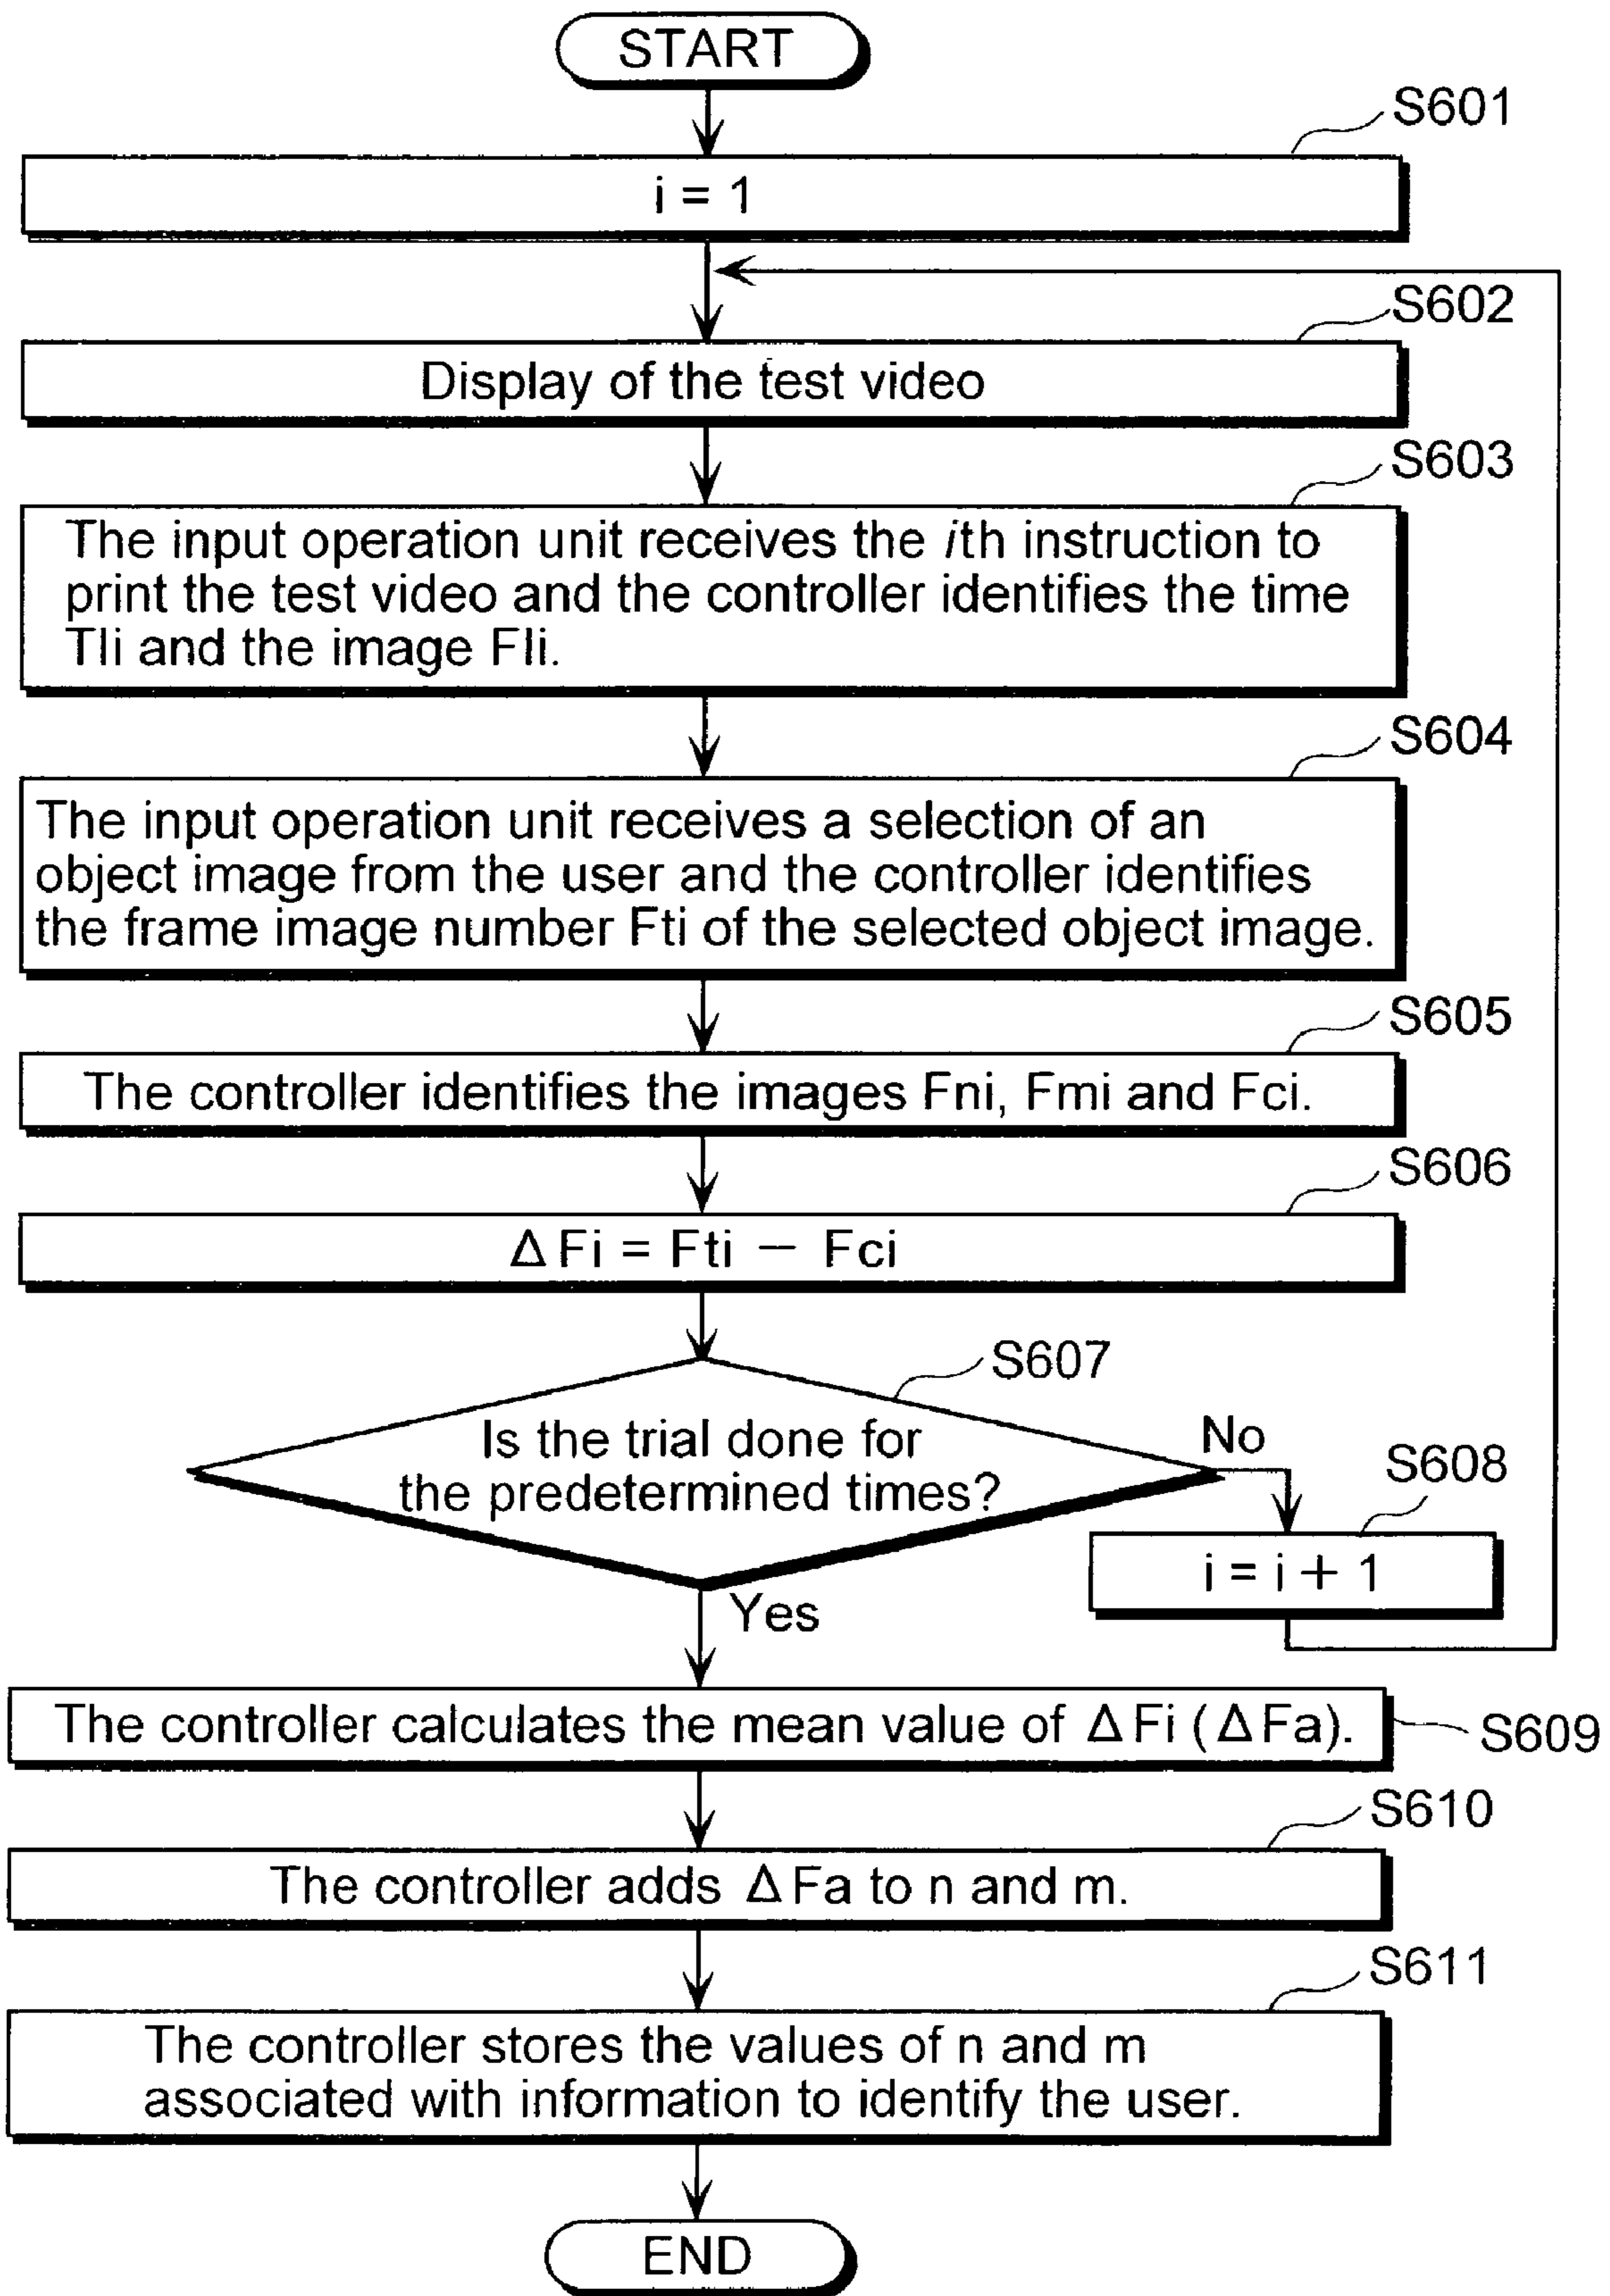 START
S601
i = 1
S602
Display of the test video
S603
The input operation unit receives the ith instruction to
print the test video and the controller identifies the time
TIi and the image FIi.
S604
The input operation unit receives a selection of an
object image from the user and the controller identifies
the frame image number Fti of the selected object image.
S605
The controller identifies the images Fni, Fmi and Fci.
S606
Δ Fi = Fti − Fci
S607
Is the trial done for
the predetermined times?
No
S608
i = i + 1
Yes
The controller calculates the mean value of Δ Fi ( Δ Fa).
S609
S610
The controller adds Δ Fa to n and m.
S611
The controller stores the values of n and m
associated with information to identify the user.
END